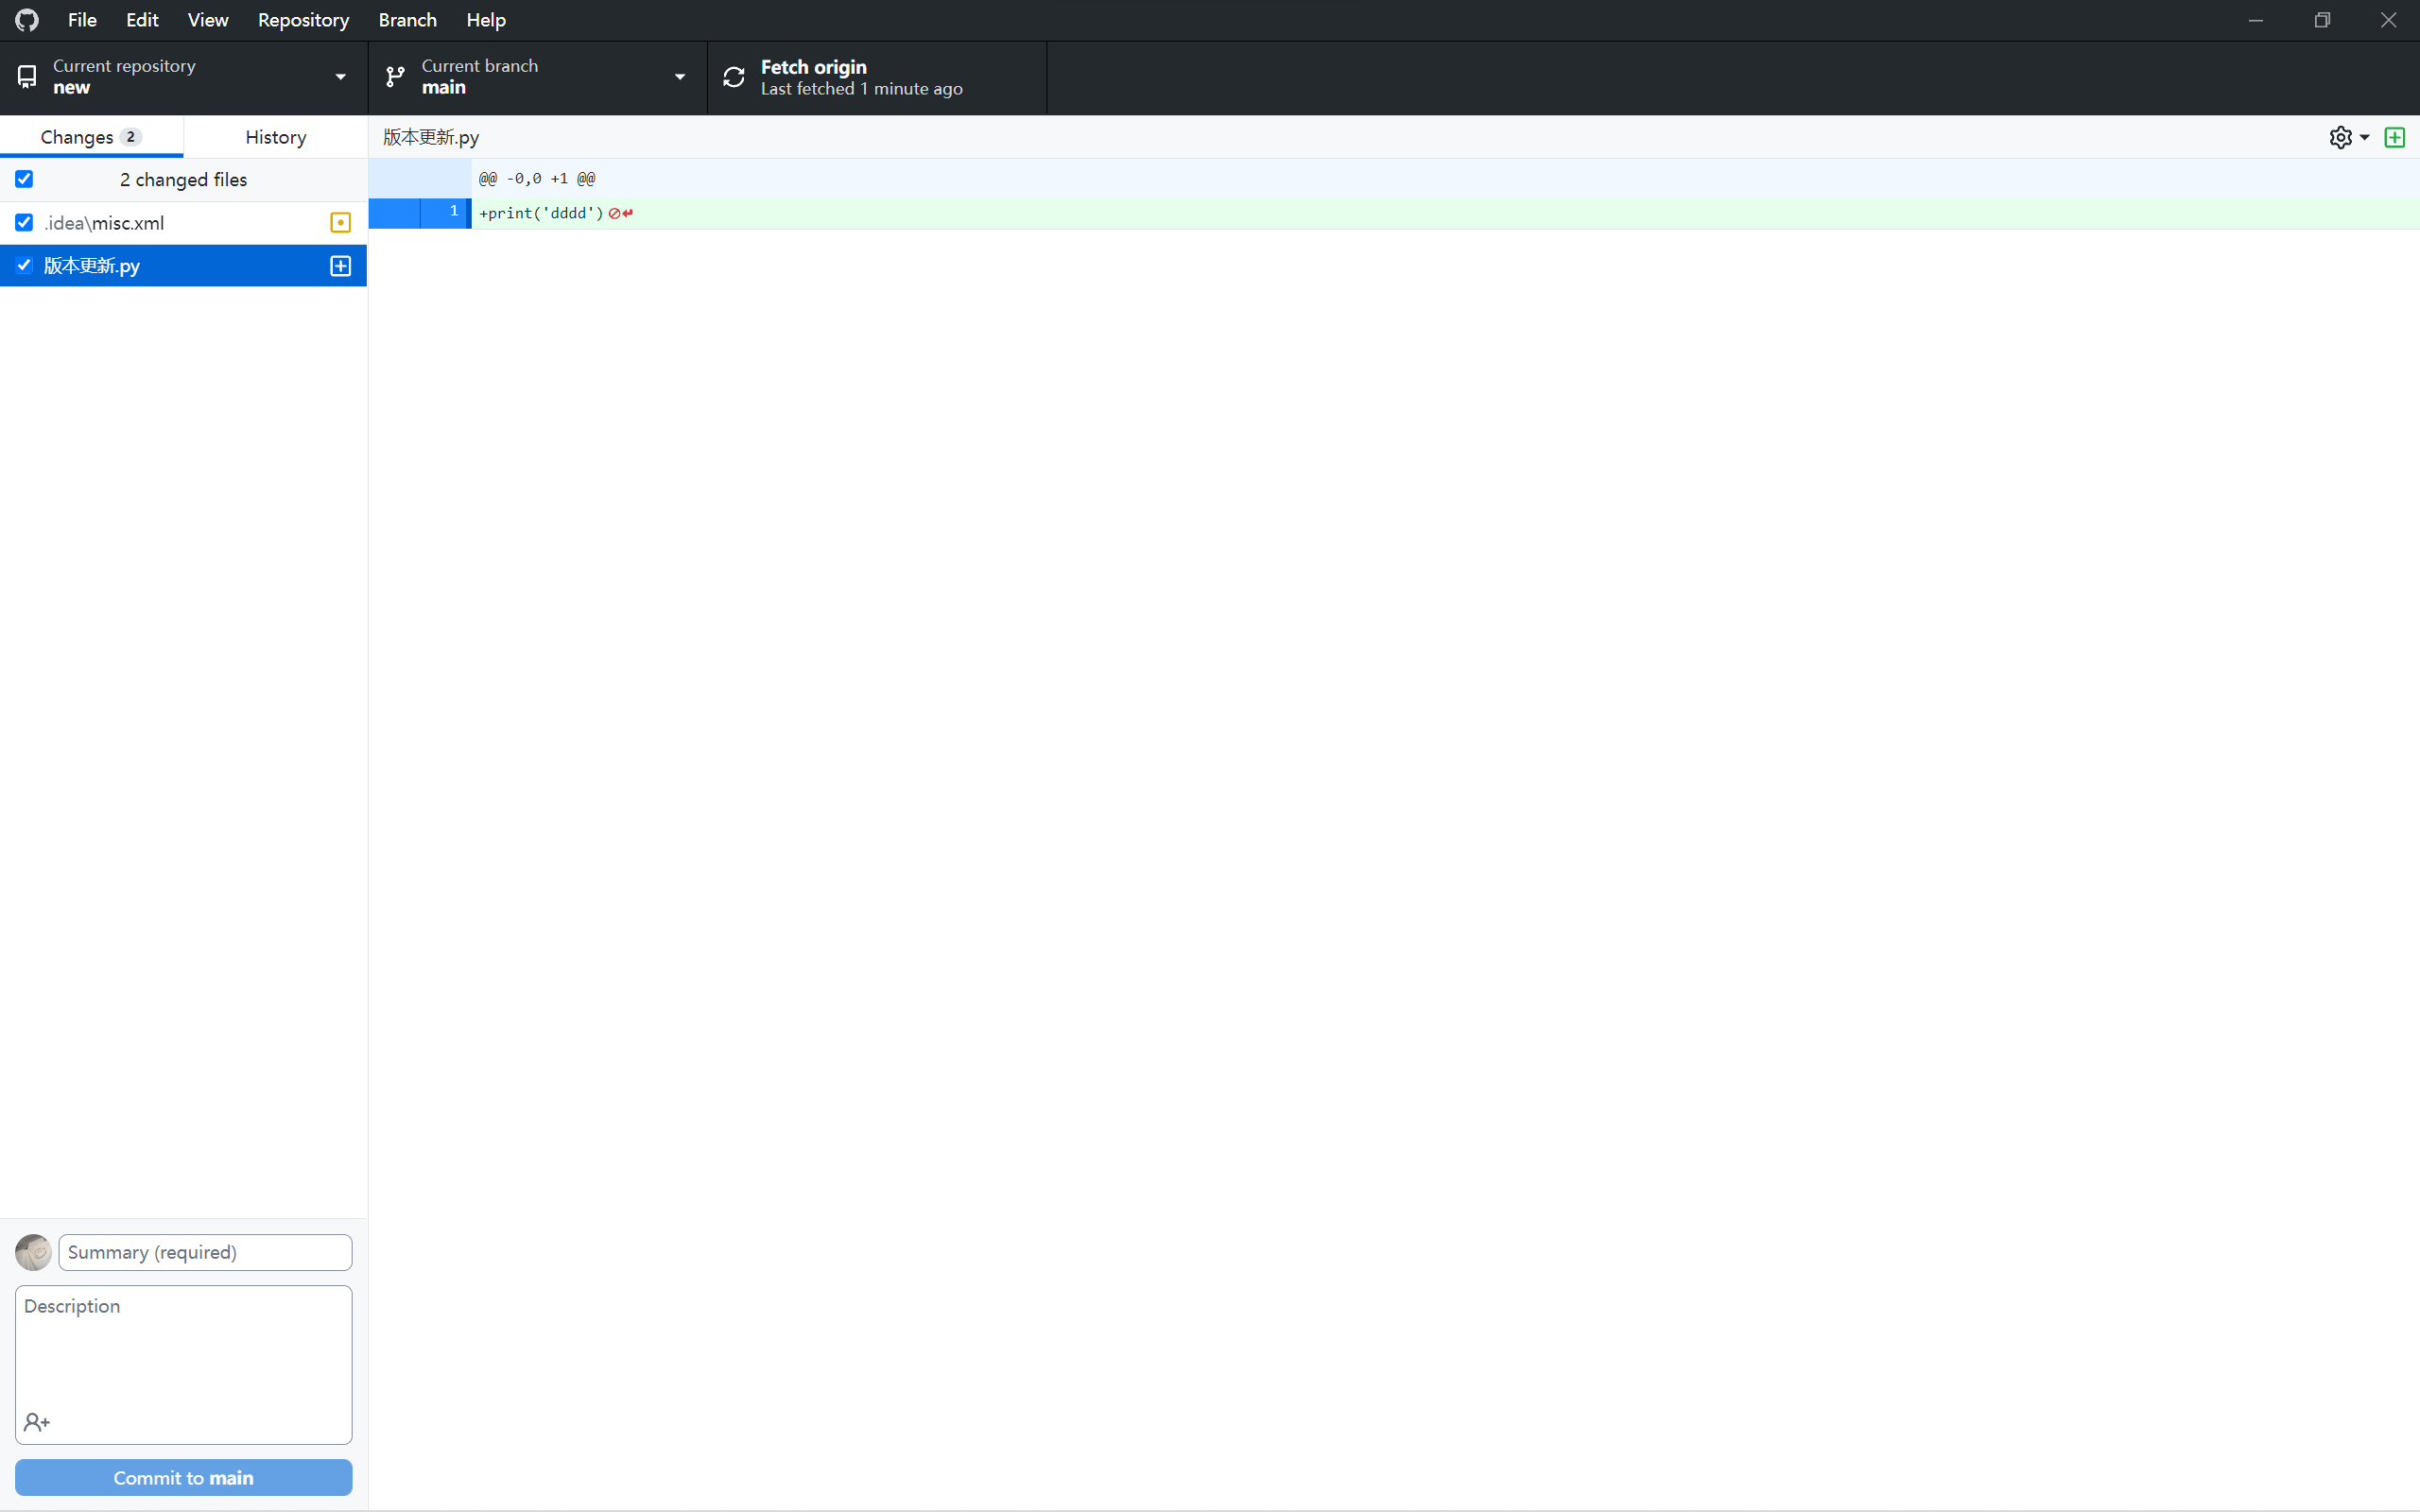 File Edit View Repository Branch Help
Current repository
new
Current branch
main
Fetch origin
Last fetched 1 minute ago
Changes 2
History
版本更新.py
2 changed files
@@ -0,0 +1 @@
.idea\misc.xml
1 +print('dddd')
版本更新.py
Summary (required)
Description
Commit to main